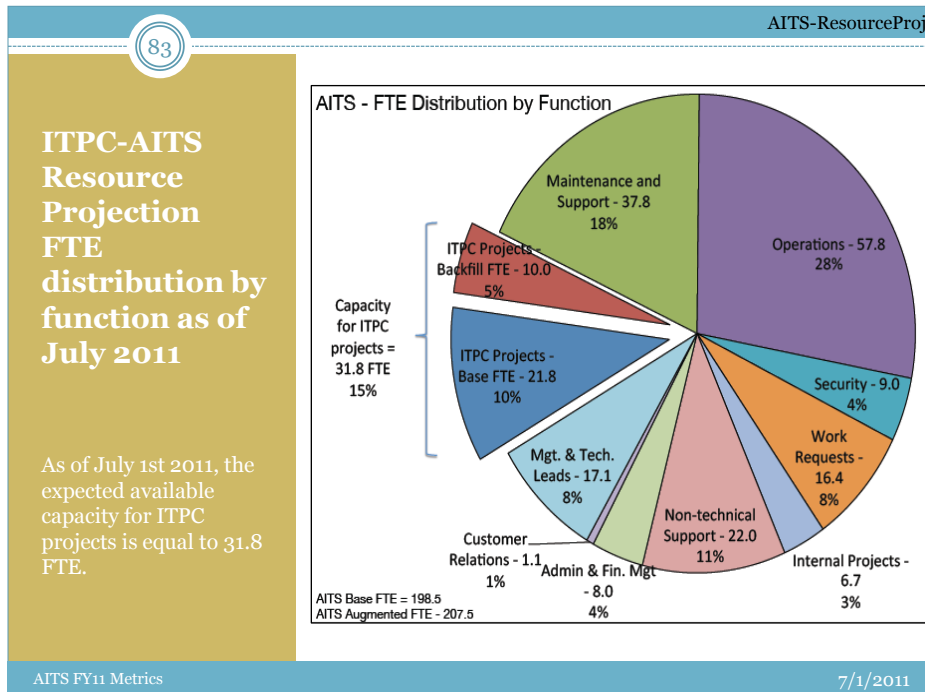 AITS-ResourceProj
83
ITPC-AITS
Resource
Projection
FTE
distribution by
function as of
July 2011
As of July 1st 2011, the
expected available
capacity for ITPC
projects is equal to 31.8
FTE.
AITS - FTE Distribution by Function
Maintenance and
Support - 37.8
18%
Operations - 57.8
28%
ITPC Projects -
Backfill FTE - 10.0
5%
Capacity
for ITPC
projects =
31.8 FTE
15%
ITPC Projects -
Base FTE - 21.8
10%
Security - 9.0
4%
Work
Requests -
16.4
8%
Mgt. & Tech.
Leads - 17.1
8%
Non-technical
Support - 22.0
11%
Customer
Relations - 1.1
1%
Admin & Fin. Mgt
- 8.0
4%
Internal Projects -
6.7
3%
AITS Base FTE = 198.5
AITS Augmented FTE - 207.5
AITS FY11 Metrics
7/1/2011